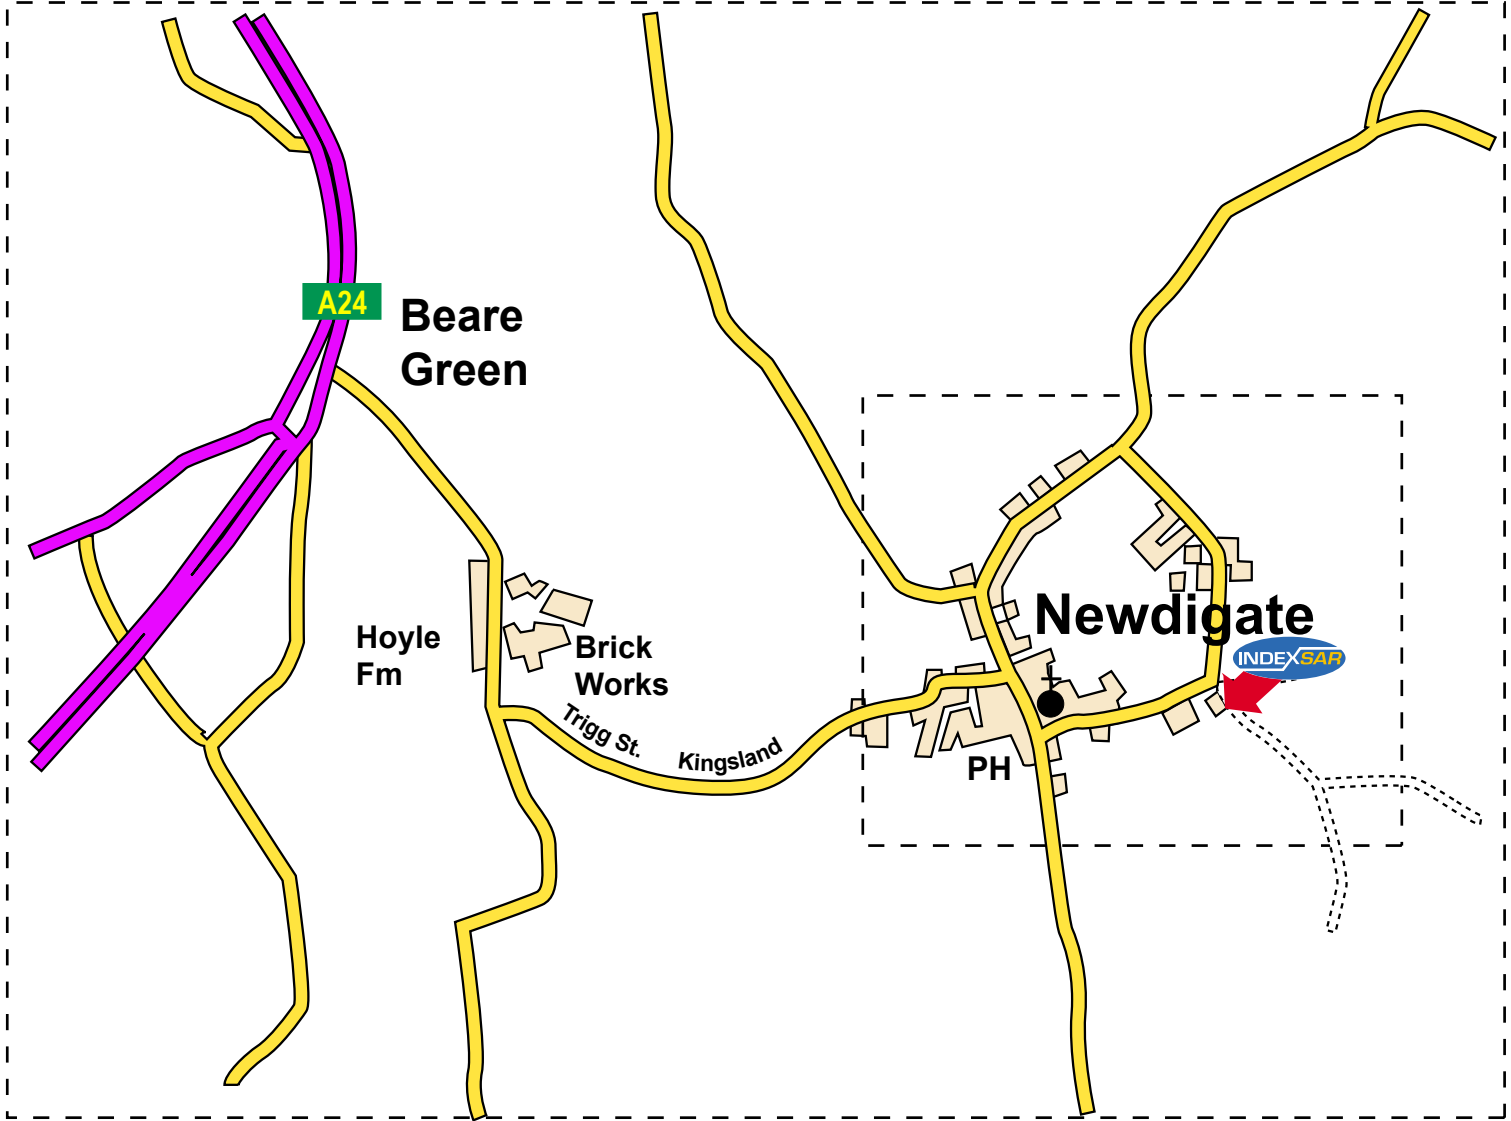 A24
Beare
Green
Newdigate
Hoyle
Fm
Brick
Works
INDEXSAR
Trigg St.
Kingsland
PH